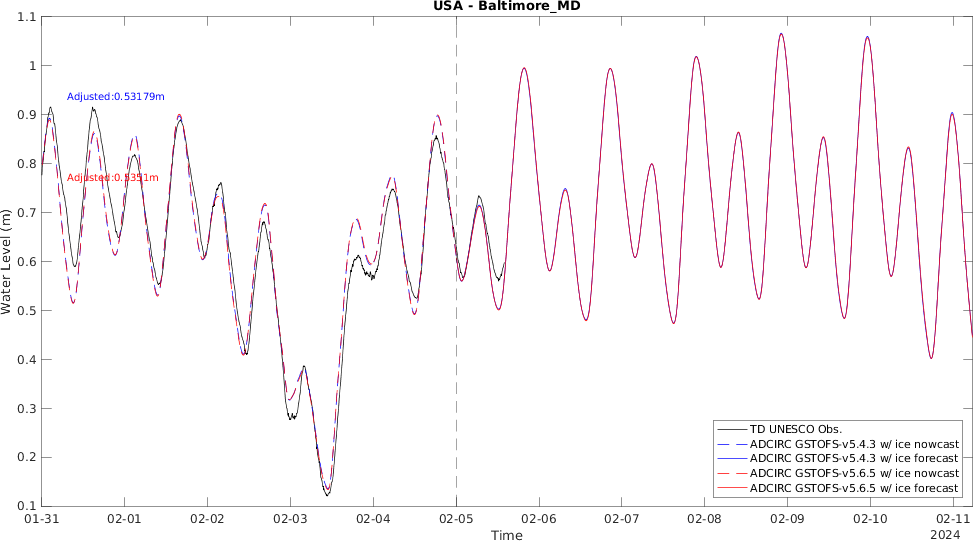 USA - Baltimore_MD
1.1
1
0.9
0.8
0.7
0.6
0.5
0.4
0.3
0.2
0.1
Water Level (m)
Adjusted:0.53179m
Adjusted:0.5351m
TD UNESCO Obs.
ADCIRC GSTOFS-v5.4.3 w/ ice nowcast
ADCIRC GSTOFS-v5.4.3 w/ ice forecast
ADCIRC GSTOFS-v5.6.5 w/ ice nowcast
ADCIRC GSTOFS-v5.6.5 w/ ice forecast
01-31 02-01 02-02 02-03 02-04 02-05 02-06 02-07 02-08 02-09 02-10 02-11
Time
2024